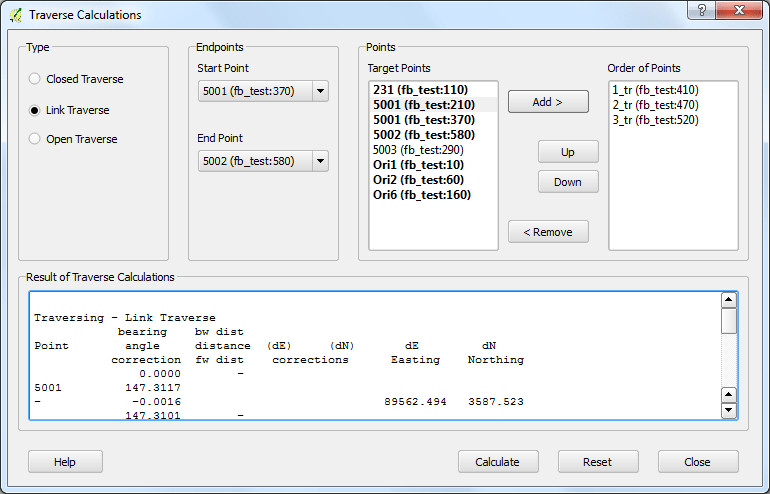 Traverse Calculations
Type
Closed Traverse
Link Traverse
Open Traverse
Endpoints
Start Point
5001 (fb_test:370)
End Point
5002 (fb_test:580)
Points
Target Points
231 (fb_test:110)
5001 (fb_test:210)
5001 (fb_test:370)
5002 (fb_test:580)
5003 (fb_test:290)
Ori1 (fb_test:10)
Ori2 (fb_test:60)
Ori6 (fb_test:160)
Add >
Up
Down
< Remove
Order of Points
1_tr (fb_test:410)
2_tr (fb_test:470)
3_tr (fb_test:520)
Result of Traverse Calculations
Traversing - Link Traverse
bearing bw dist
Point angle distance (dE) (dN) dE dN
correction fw dist corrections Easting Northing
0.0000 -
5001 147.3117
- -0.0016 89562.494 3587.523
147.3101 -
Help
Calculate
Reset
Close